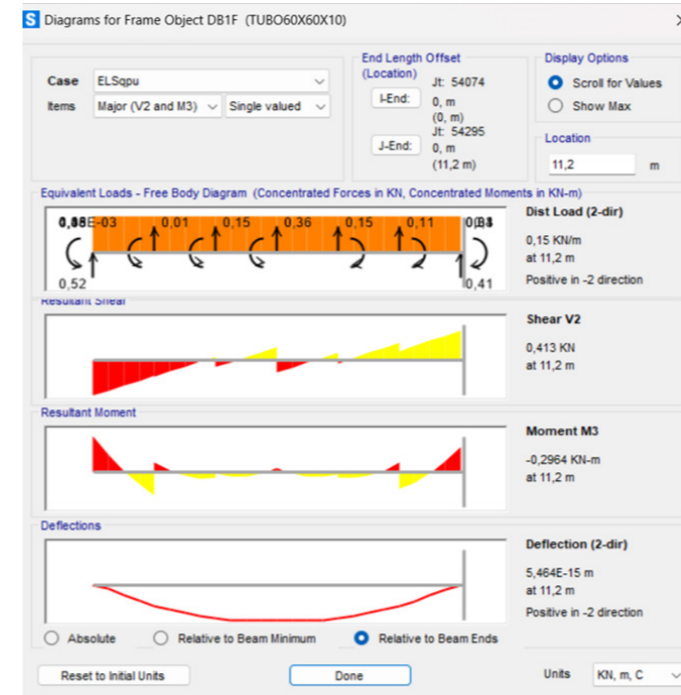 S Diagrams for Frame Object DB1F (TUBO60X60X10)
Case ELSqpu
Items Major (V2 and M3) Single valued
End Length Offset
(Location)
Jt: 54074
I-End: 0, m
(0, m)
Jt: 54295
J-End: 0, m
(11,2 m)
Display Options
Scroll for Values
Show Max
Location
11,2 m
Equivalent Loads - Free Body Diagram (Concentrated Forces in KN, Concentrated Moments in KN-m)
0,01 0,15 0,36 0,15 0,11
0,52 0,41
Dist Load (2-dir)
0,15 KN/m
at 11,2 m
Positive in -2 direction
Resultant Shear
Shear V2
0,413 KN
at 11,2 m
Resultant Moment
Moment M3
-0,2964 KN-m
at 11,2 m
Deflections
Deflection (2-dir)
5,464E-15 m
at 11,2 m
Positive in -2 direction
Absolute Relative to Beam Minimum Relative to Beam Ends
Reset to Initial Units Done Units KN, m, C